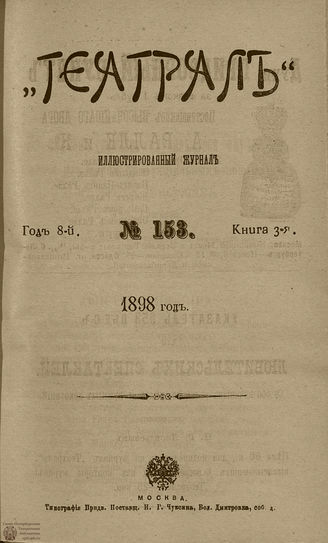 „ТЕАТРАЛЪ“
ИЛЛЮСТРИРОВАННЫЙ ЖУРНАЛЪ
Годъ 8-й. № 153. Книга 3-я.
1898 годъ.
МОСКВА.
Типографія Придв. Поставщ. И. Г. Чуксина, Бол. Дмитровка, соб. д.